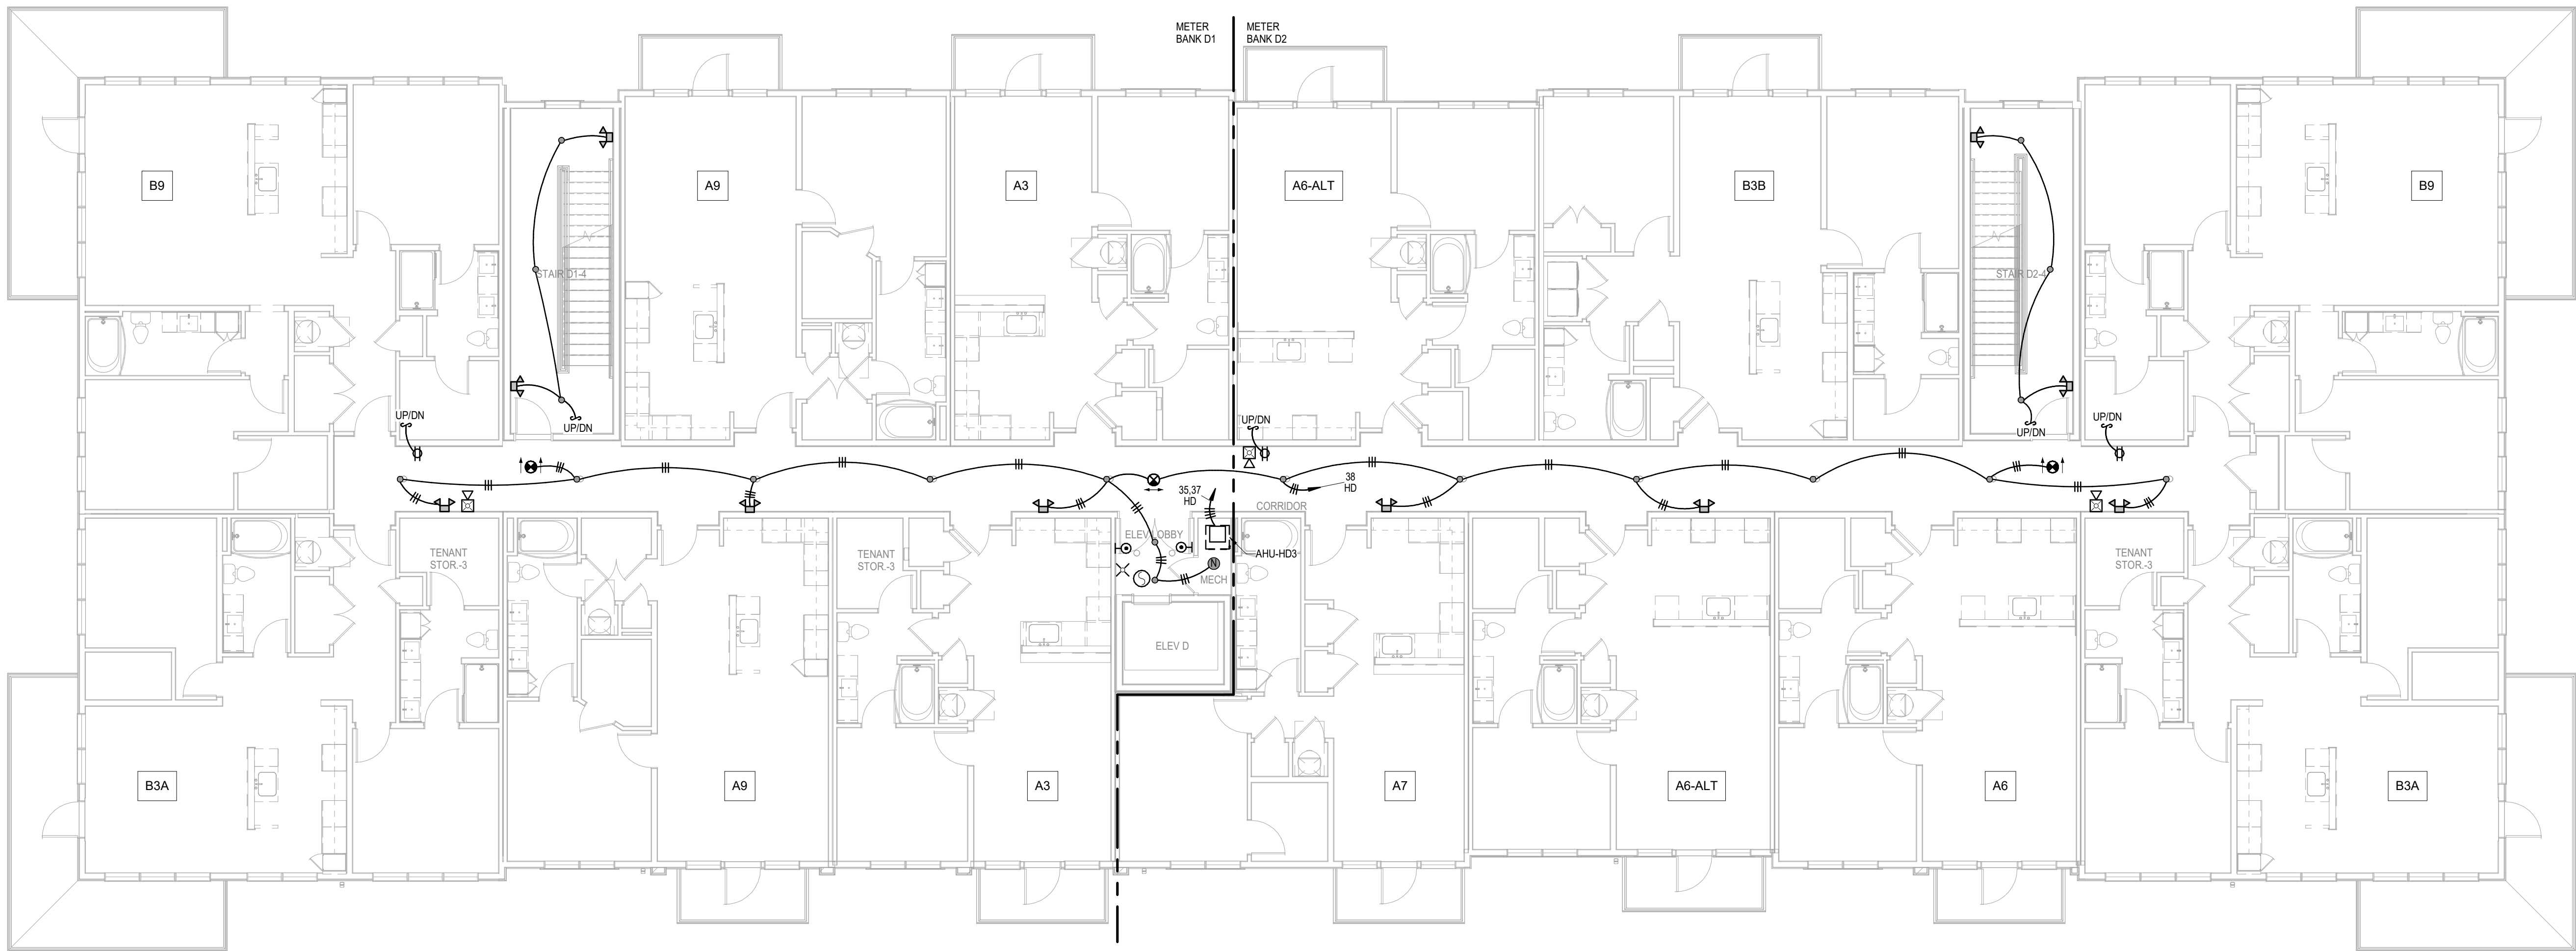 METER
BANK D1
METER
BANK D2
B9
A9
A3
A6-ALT
B3B
B9
STAIR D1-4
STAIR D2-4
UP/DN
UP/DN
UP/DN
UP/DN
UP/DN
35,37
HD
38
HD
CORRIDOR
ELEV LOBBY
AHU-HD3
TENANT
STOR.-3
TENANT
STOR.-3
TENANT
STOR.-3
S
N
MECH
ELEV D
B3A
A9
A3
A7
A6-ALT
A6
B3A